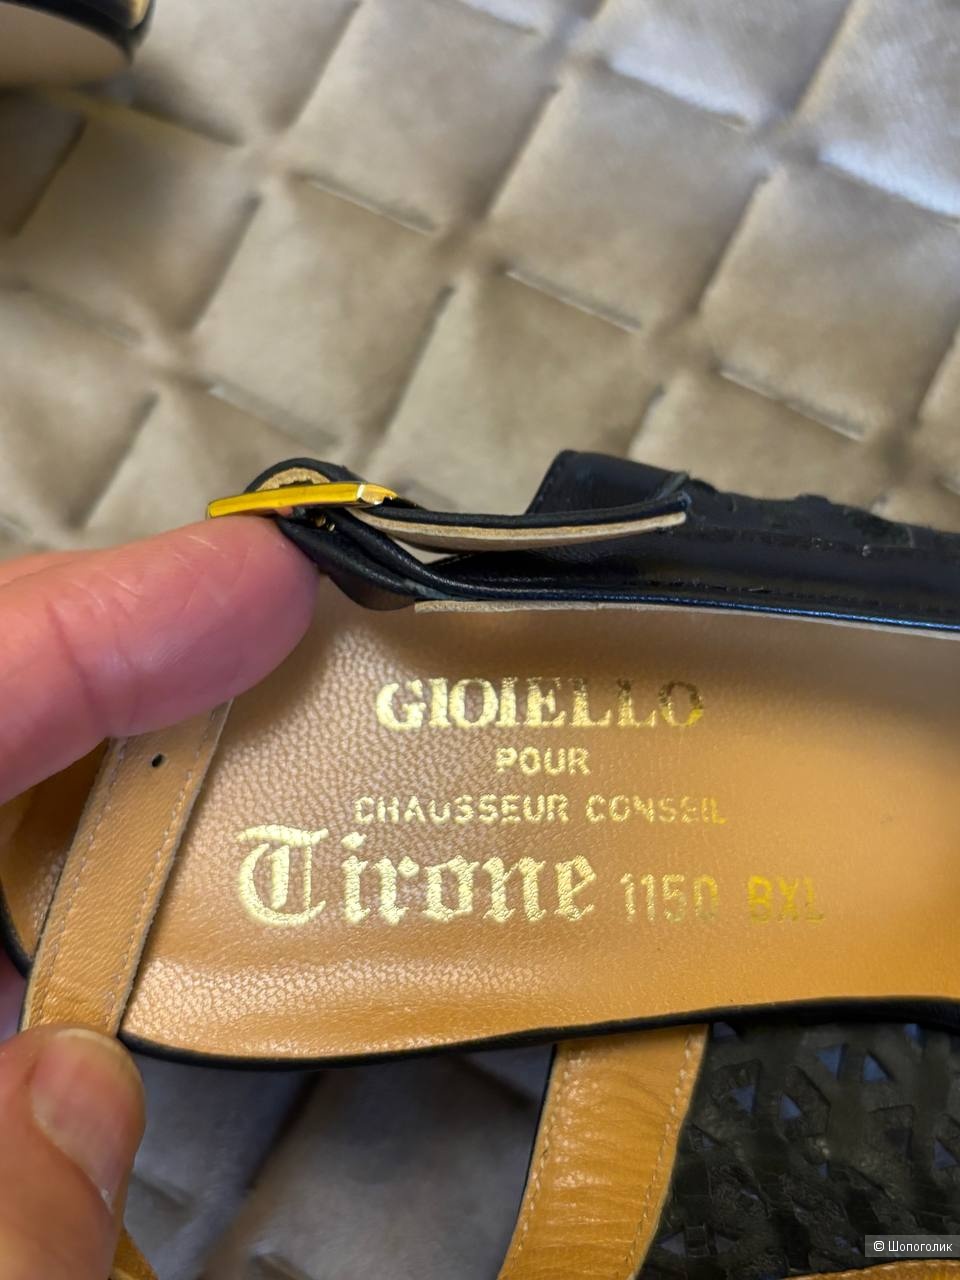 GIOIELLO
POUR
CHAUSSEUR CONSEIL
Tirone 1150 BXL
© Шопоголик